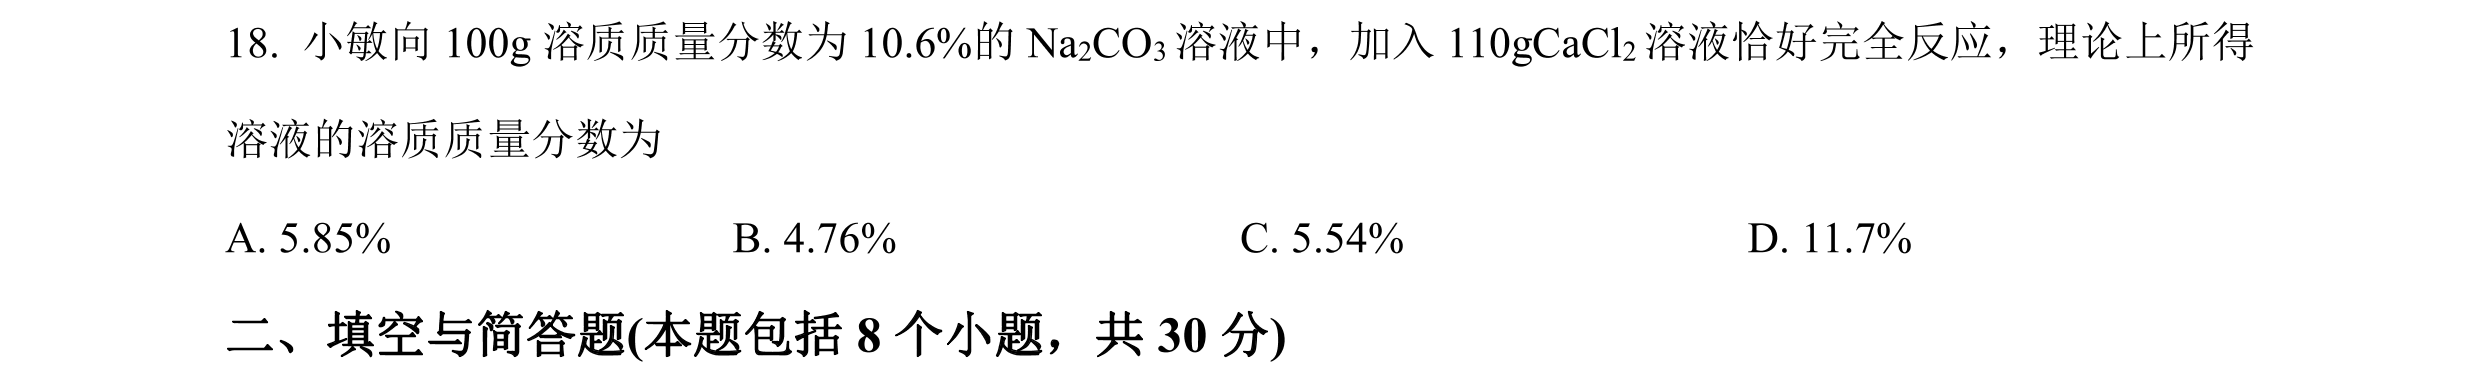 18. 小敏向 100g 溶质质量分数为 10.6%的 Na₂CO₃ 溶液中，加入 110gCaCl₂ 溶液恰好完全反应，理论上所得
溶液的溶质质量分数为
A. 5.85% B. 4.76% C. 5.54% D. 11.7%
二、填空与简答题(本题包括 8 个小题，共 30 分)